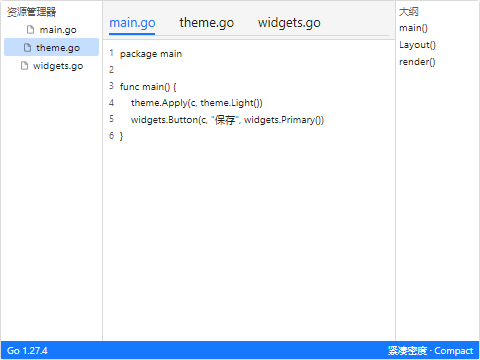 资源管理器
main.go
theme.go
widgets.go
main.go theme.go widgets.go
1 package main
2
3 func main() {
4 theme.Apply(c, theme.Light())
5 widgets.Button(c, "保存", widgets.Primary())
6 }
大纲
main()
Layout()
render()
Go 1.27.4
紧凑密度 · Compact